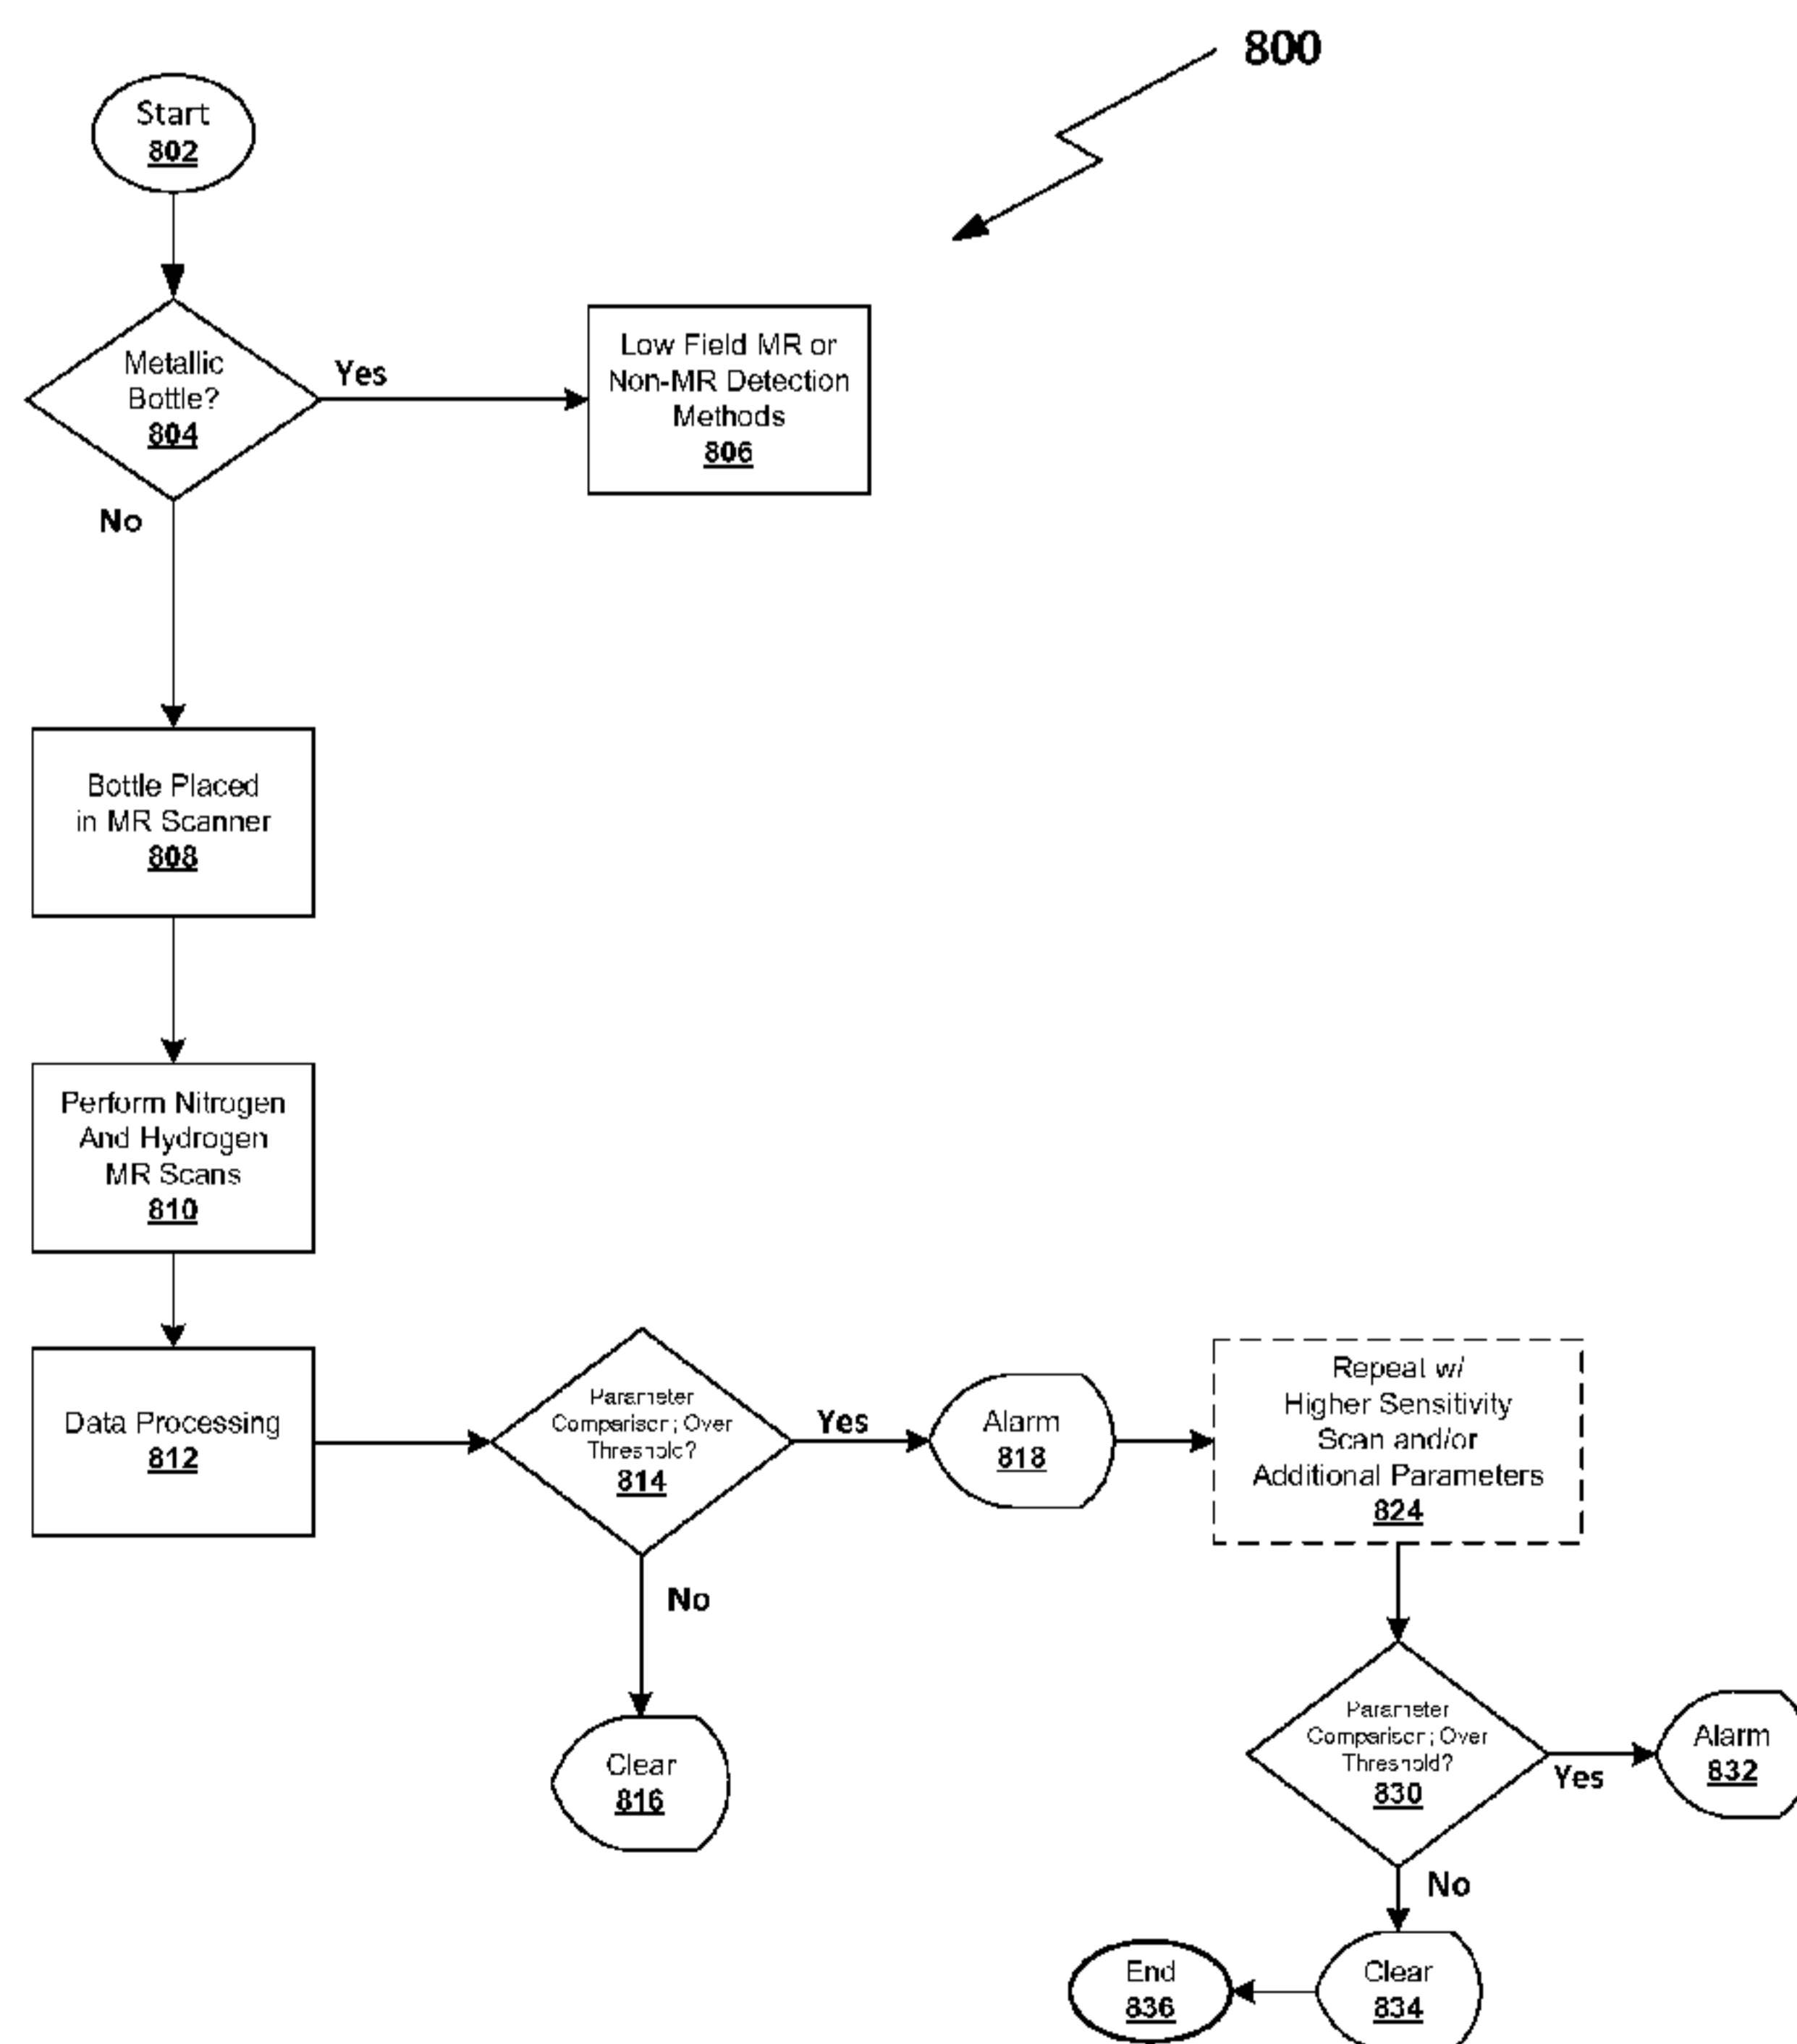 800
Start
802
Metallic
Bottle?
804
Yes
No
Low Field MR or
Non-MR Detection
Methods
806
Bottle Placed
in MR Scanner
808
Perform Nitrogen
And Hydrogen
MR Scans
810
Data Processing
812
Parameter
Comparison; Over
Threshold?
814
Yes
No
Clear
816
Alarm
818
Repeat w/
Higher Sensitivity
Scan and/or
Additional Parameters
824
Parameter
Comparison; Over
Threshold?
830
Yes
Alarm
832
No
Clear
834
End
836